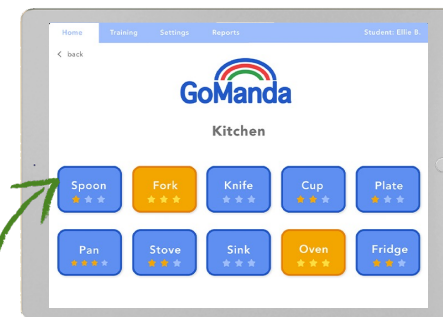 Home Training Settings Reports Student: Ellie B.
< back
GoManda
Kitchen
Spoon Fork Knife Cup Plate
Pan Stove Sink Oven Fridge